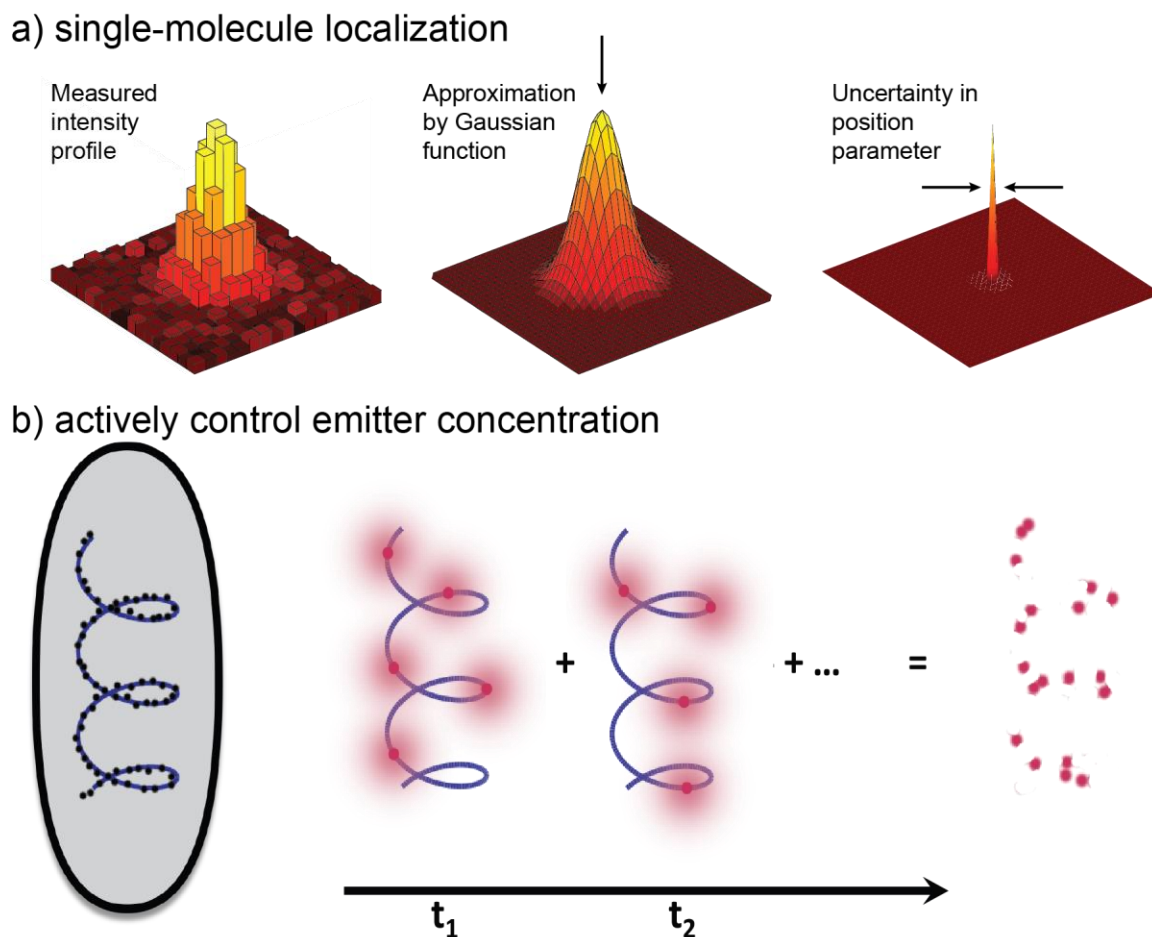 a) single-molecule localization
Measured
intensity
profile
Approximation
by Gaussian
function
Uncertainty in
position
parameter
b) actively control emitter concentration
+
+ ...
=
t₁
t₂